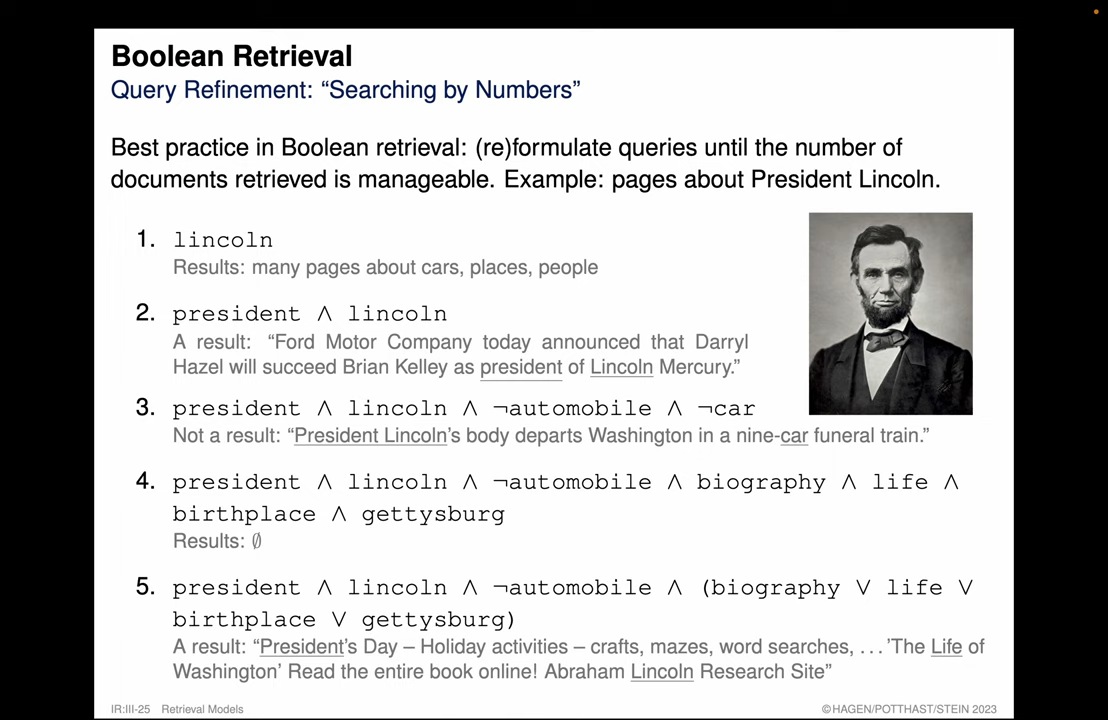 Boolean Retrieval
Query Refinement: “Searching by Numbers”
Best practice in Boolean retrieval: (re)formulate queries until the number of
documents retrieved is manageable. Example: pages about President Lincoln.
1. lincoln
Results: many pages about cars, places, people
2. president ∧ lincoln
A result: “Ford Motor Company today announced that Darryl
Hazel will succeed Brian Kelley as president of Lincoln Mercury.”
3. president ∧ lincoln ∧ ¬automobile ∧ ¬car
Not a result: “President Lincoln’s body departs Washington in a nine-car funeral train.”
4. president ∧ lincoln ∧ ¬automobile ∧ biography ∧ life ∧
birthplace ∧ gettysburg
Results: ∅
5. president ∧ lincoln ∧ ¬automobile ∧ (biography ∨ life ∨
birthplace ∨ gettysburg)
A result: “President’s Day – Holiday activities – crafts, mazes, word searches, . . . ’The Life of
Washington’ Read the entire book online! Abraham Lincoln Research Site”
IR:III-25 Retrieval Models
©HAGEN/POTTHAST/STEIN 2023